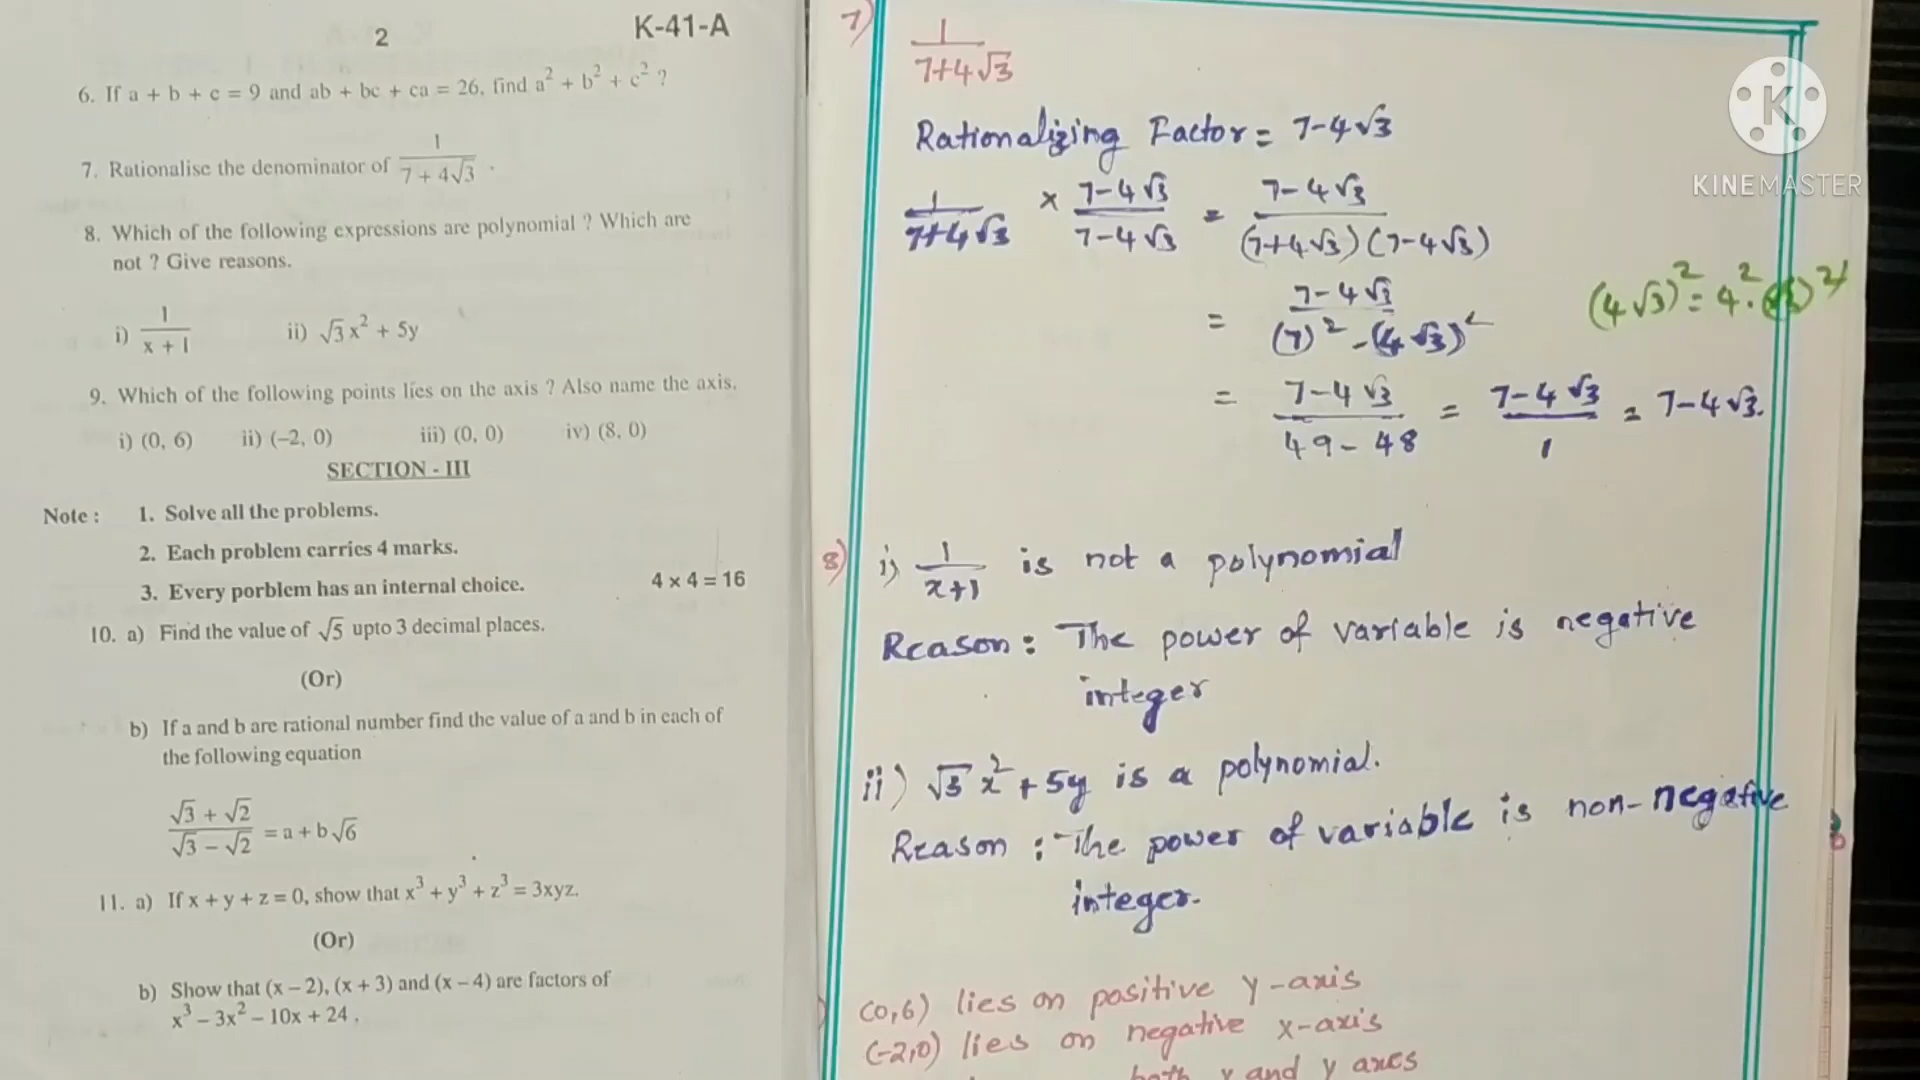 2
K-41-A
6. If a + b + c = 9 and ab + bc + ca = 26, find a² + b² + c² ?
7. Rationalise the denominator of 1/(7 + 4√3) .
8. Which of the following expressions are polynomial ? Which are
not ? Give reasons.
i) 1/(x + 1) ii) √3x² + 5y
9. Which of the following points lies on the axis ? Also name the axis.
i) (0, 6) ii) (–2, 0) iii) (0, 0) iv) (8, 0)
SECTION - III
Note : 1. Solve all the problems.
2. Each problem carries 4 marks.
3. Every porblem has an internal choice. 4 × 4 = 16
10. a) Find the value of √5 upto 3 decimal places.
(Or)
b) If a and b are rational number find the value of a and b in each of
the following equation
(√3 + √2)/(√3 – √2) = a + b√6
11. a) If x + y + z = 0, show that x³ + y³ + z³ = 3xyz.
(Or)
b) Show that (x – 2), (x + 3) and (x – 4) are factors of
x³ – 3x² – 10x + 24 .
7) 1/(7+4√3)
Rationalizing Factor = 7-4√3
1/(7+4√3) × (7-4√3)/(7-4√3) = (7-4√3)/((7+4√3)(7-4√3))
= (7-4√3)/((7)² - (4√3)²)
(4√3)² = 4².
= (7-4√3)/(49-48) = (7-4√3)/1 = 7-4√3.
8) i) 1/(x+1) is not a polynomial
Reason : The power of variable is negative
integer
ii) √3x² + 5y is a polynomial.
Reason : The power of variable is non-negative
integer.
(0,6) lies on positive Y-axis
(-2,0) lies on negative X-axis
both x and y axes
K
KINEMASTER